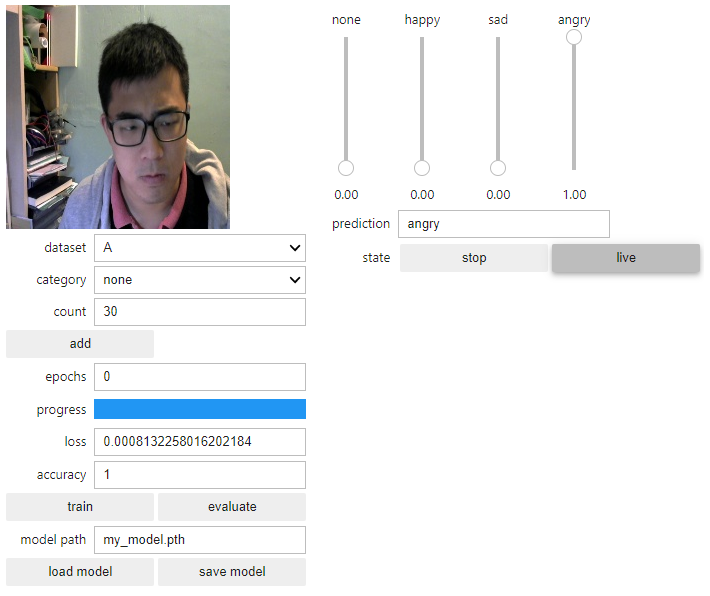 none happy sad angry
0.00 0.00 0.00 1.00
prediction angry
state stop live
dataset A
category none
count 30
add
epochs 0
progress
loss 0.0008132258016202184
accuracy 1
train evaluate
model path my_model.pth
load model save model